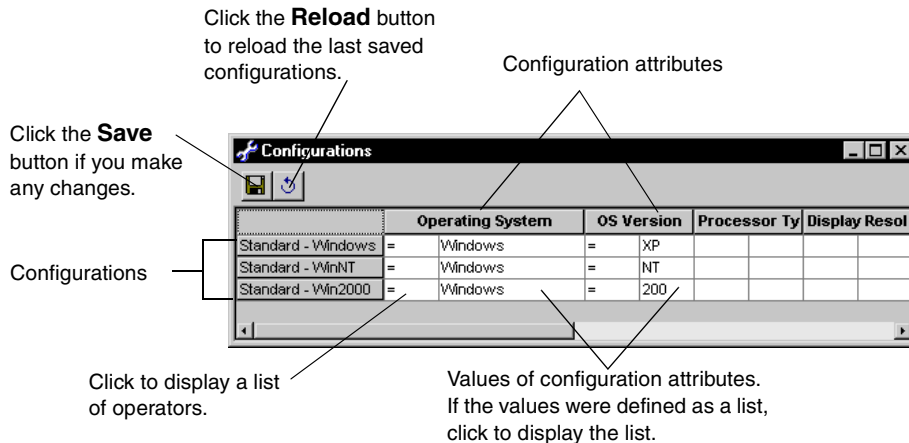 Click the Reload button
to reload the last saved
configurations.
Configuration attributes
Click the Save
button if you make
any changes.
Configurations
Operating System OS Version Processor Ty Display Resol
Standard - Windows = Windows = XP
Standard - WinNT = Windows = NT
Standard - Win2000 = Windows = 200
Configurations
Click to display a list
of operators.
Values of configuration attributes.
If the values were defined as a list,
click to display the list.